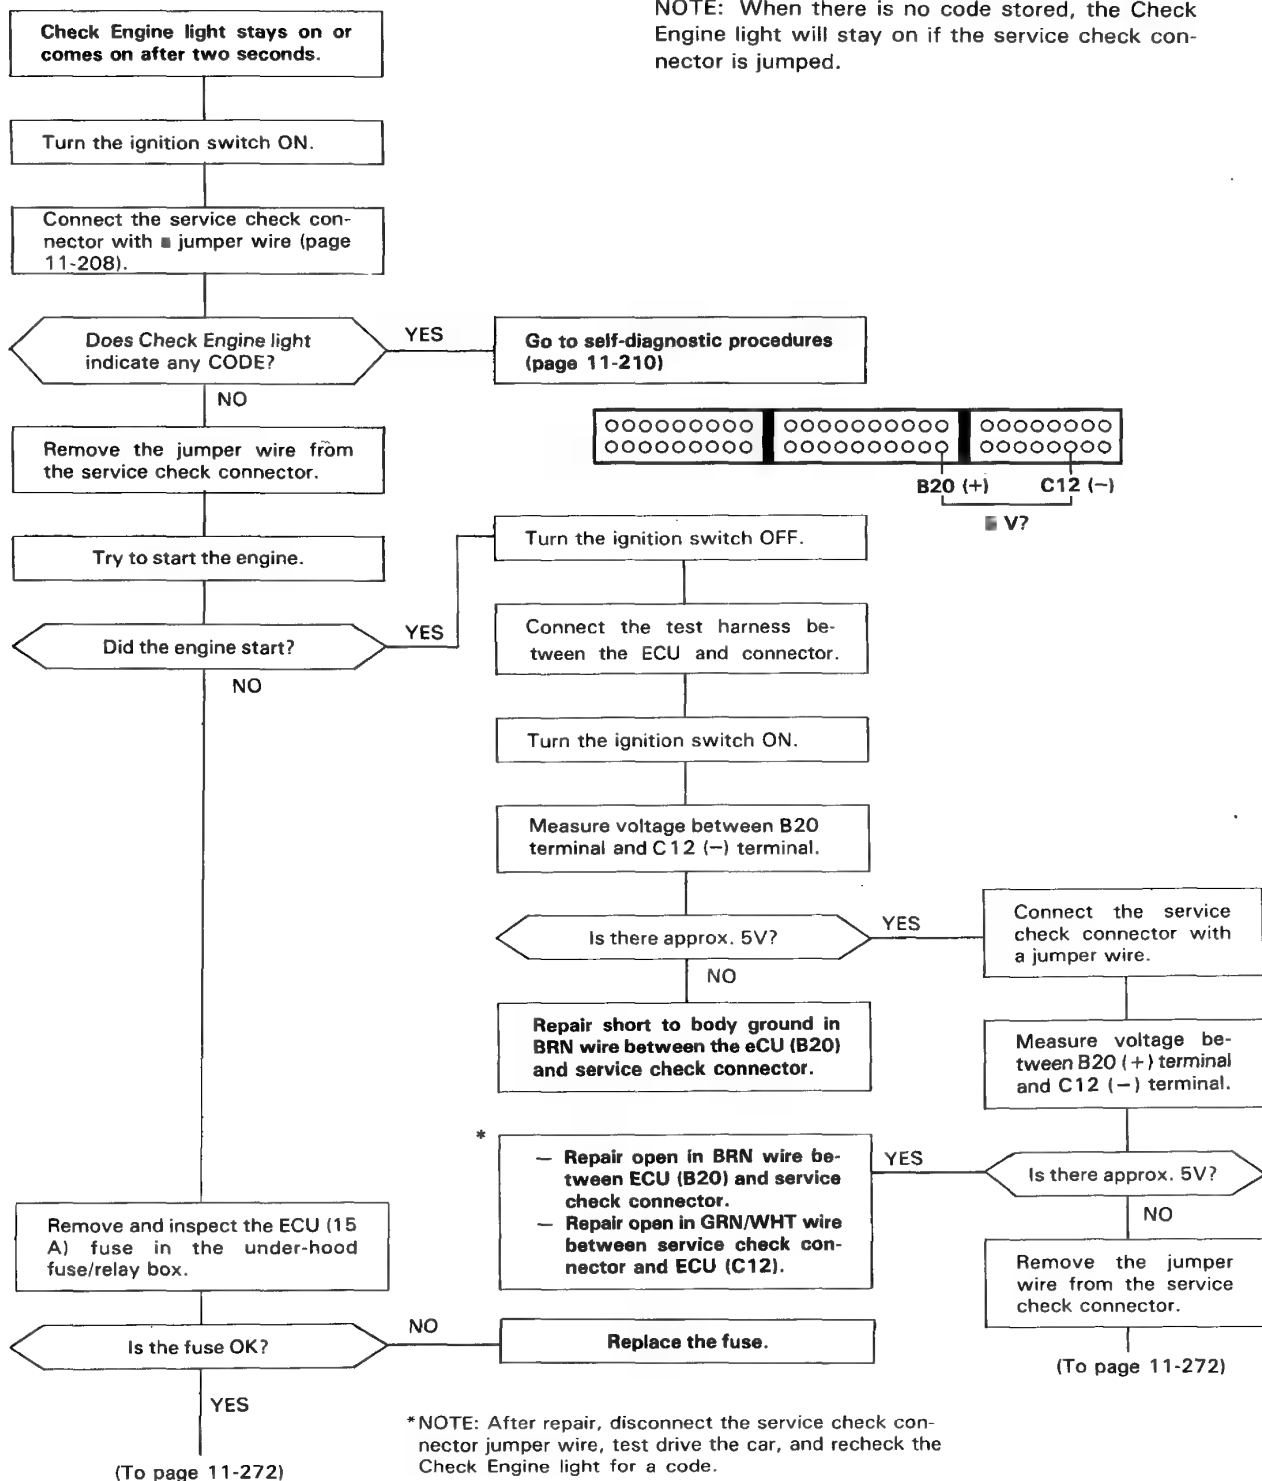 NOTE: When there is no code stored, the Check
Engine light will stay on if the service check con-
nector is jumped.
Check Engine light stays on or
comes on after two seconds.
Turn the ignition switch ON.
Connect the service check con-
nector with jumper wire (page
11-208).
Does Check Engine light
indicate any CODE?
YES
Go to self-diagnostic procedures
(page 11-210)
NO
Remove the jumper wire from
the service check connector.
B20 (+) C12 (−)
V?
Try to start the engine.
Did the engine start?
YES
NO
Turn the ignition switch OFF.
Connect the test harness be-
tween the ECU and connector.
Turn the ignition switch ON.
Measure voltage between B20
terminal and C12 (−) terminal.
Is there approx. 5V?
YES
NO
Repair short to body ground in
BRN wire between the eCU (B20)
and service check connector.
Connect the service
check connector with
a jumper wire.
Measure voltage be-
tween B20 (+) terminal
and C12 (−) terminal.
Is there approx. 5V?
YES
*
— Repair open in BRN wire be-
tween ECU (B20) and service
check connector.
— Repair open in GRN/WHT wire
between service check con-
nector and ECU (C12).
NO
Remove the jumper
wire from the service
check connector.
(To page 11-272)
Remove and inspect the ECU (15
A) fuse in the under-hood
fuse/relay box.
Is the fuse OK?
NO
Replace the fuse.
YES
(To page 11-272)
*NOTE: After repair, disconnect the service check con-
nector jumper wire, test drive the car, and recheck the
Check Engine light for a code.